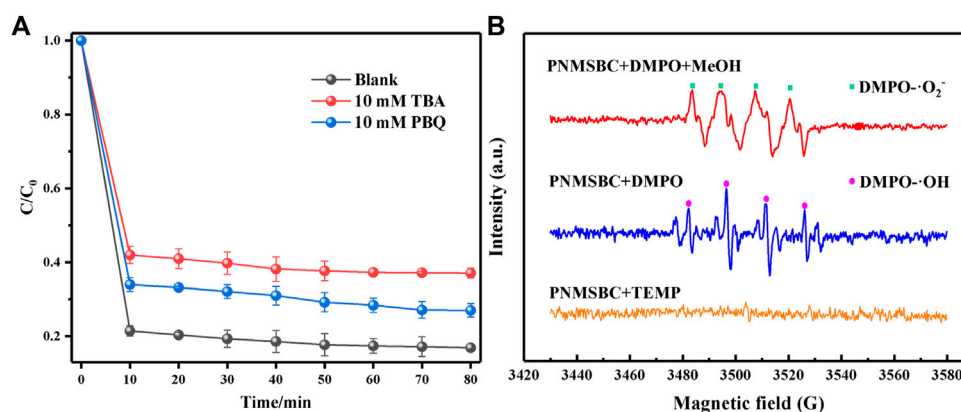 A
C/C₀
1.0
0.8
0.6
0.4
0.2
Blank
10 mM TBA
10 mM PBQ
0 10 20 30 40 50 60 70 80
Time/min
B
Intensity (a.u.)
PNMSBC+DMPO+MeOH
DMPO-·O₂⁻
PNMSBC+DMPO
DMPO-·OH
PNMSBC+TEMP
3420 3440 3460 3480 3500 3520 3540 3560 3580
Magnetic field (G)